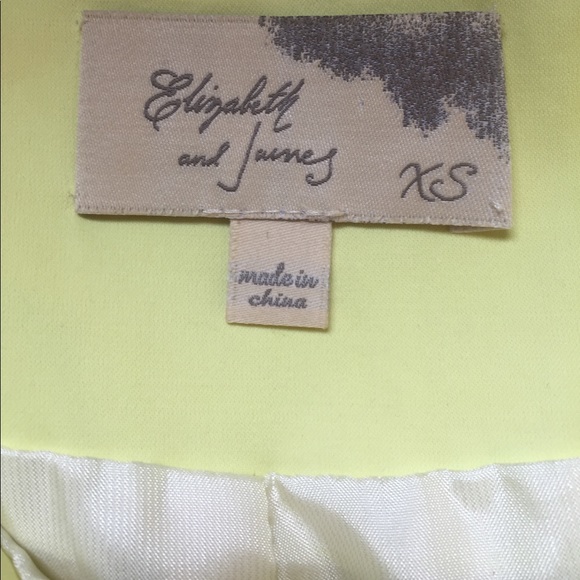 Elizabeth
and James
XS
made in
china